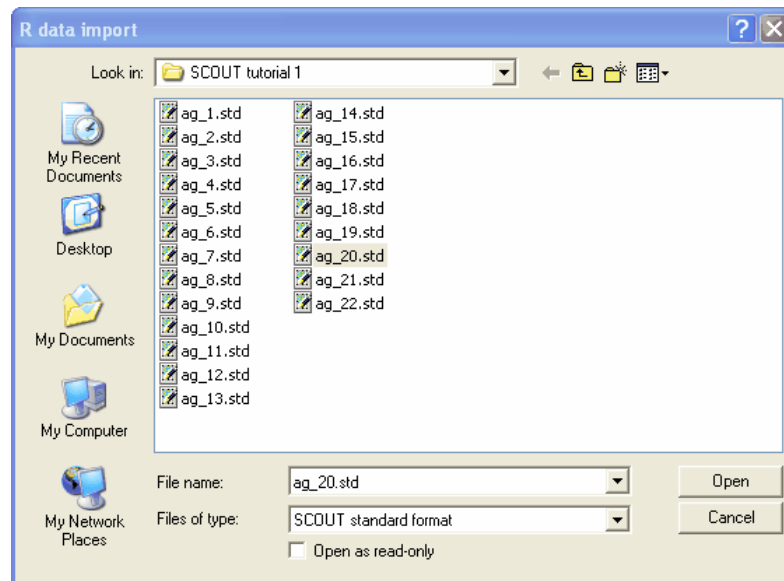 R data import
Look in:
SCOUT tutorial 1
My Recent
Documents
Desktop
My Documents
My Computer
My Network
Places
ag_1.std
ag_2.std
ag_3.std
ag_4.std
ag_5.std
ag_6.std
ag_7.std
ag_8.std
ag_9.std
ag_10.std
ag_11.std
ag_12.std
ag_13.std
ag_14.std
ag_15.std
ag_16.std
ag_17.std
ag_18.std
ag_19.std
ag_20.std
ag_21.std
ag_22.std
File name:
ag_20.std
Open
Files of type:
SCOUT standard format
Cancel
Open as read-only